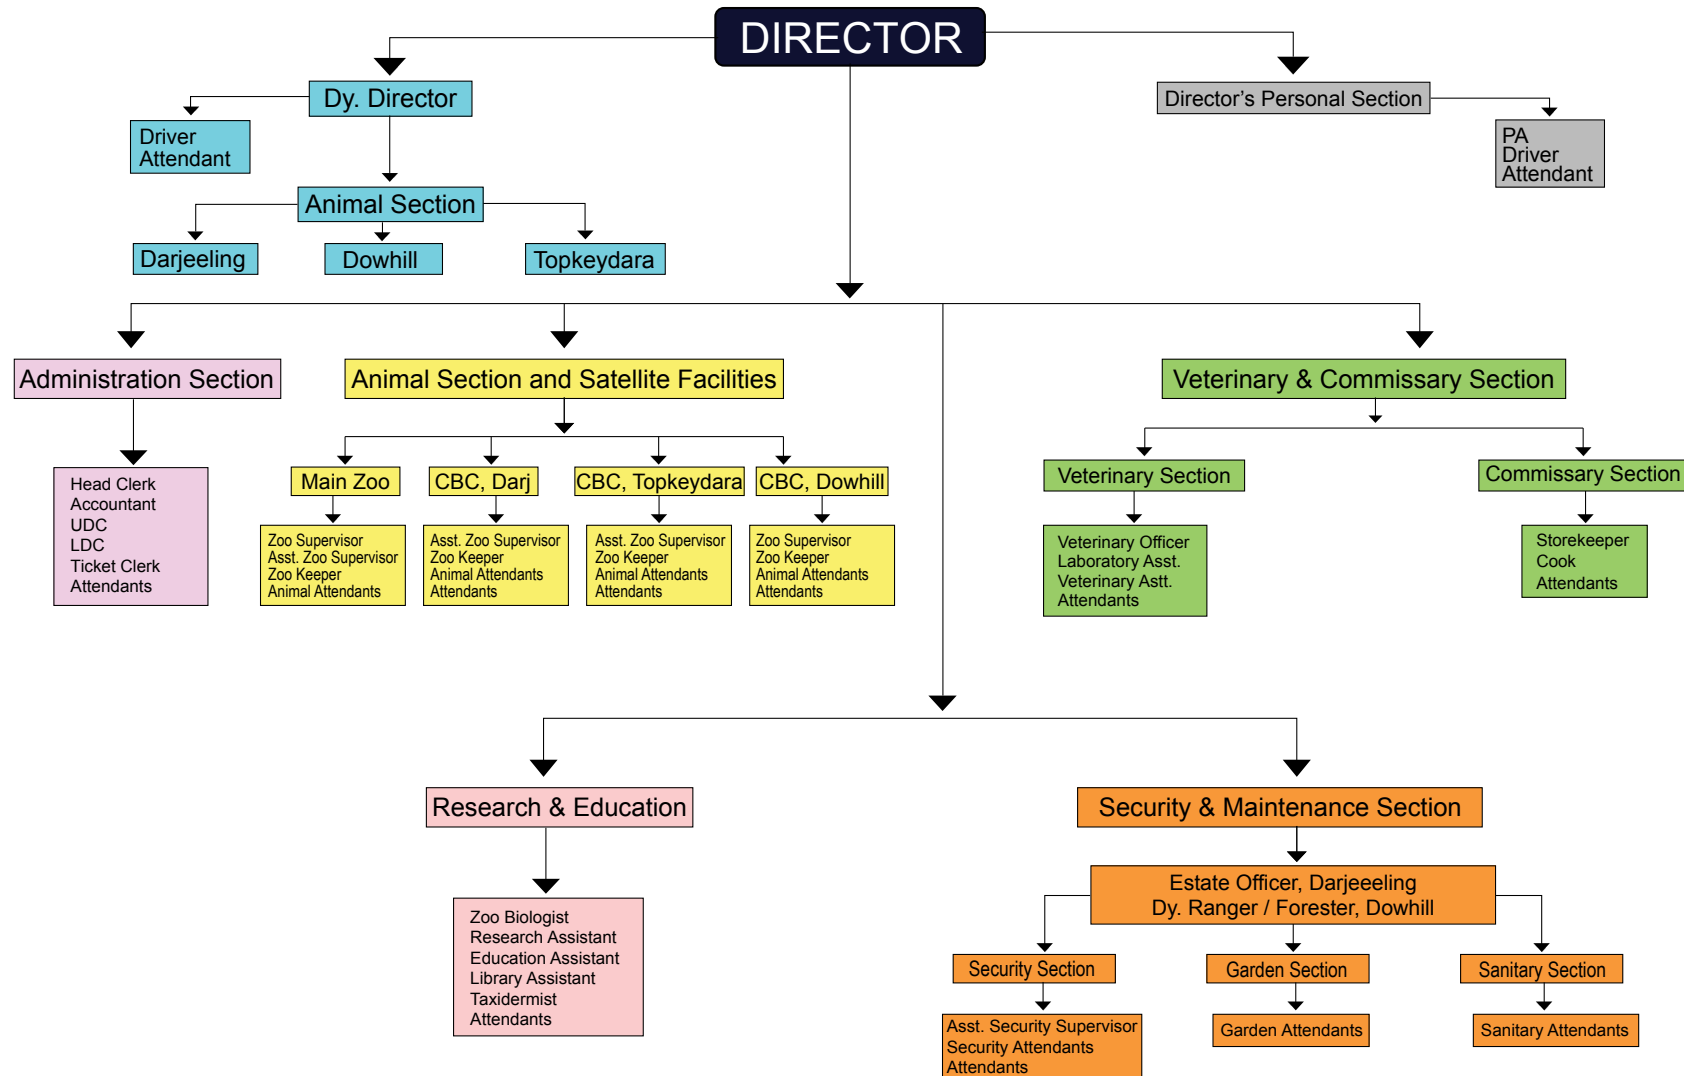 DIRECTOR
Dy. Director
Director's Personal Section
Driver
Attendant
PA
Driver
Attendant
Animal Section
Darjeeling
Dowhill
Topkeydara
Administration Section
Animal Section and Satellite Facilities
Veterinary & Commissary Section
Head Clerk
Accountant
UDC
LDC
Ticket Clerk
Attendants
Main Zoo
CBC, Darj
CBC, Topkeydara
CBC, Dowhill
Zoo Supervisor
Asst. Zoo Supervisor
Zoo Keeper
Animal Attendants
Asst. Zoo Supervisor
Zoo Keeper
Animal Attendants
Attendants
Asst. Zoo Supervisor
Zoo Keeper
Animal Attendants
Attendants
Zoo Supervisor
Zoo Keeper
Animal Attendants
Attendants
Veterinary Section
Commissary Section
Veterinary Officer
Laboratory Asst.
Veterinary Astt.
Attendants
Storekeeper
Cook
Attendants
Research & Education
Security & Maintenance Section
Zoo Biologist
Research Assistant
Education Assistant
Library Assistant
Taxidermist
Attendants
Estate Officer, Darjeeeling
Dy. Ranger / Forester, Dowhill
Security Section
Garden Section
Sanitary Section
Asst. Security Supervisor
Security Attendants
Attendants
Garden Attendants
Sanitary Attendants